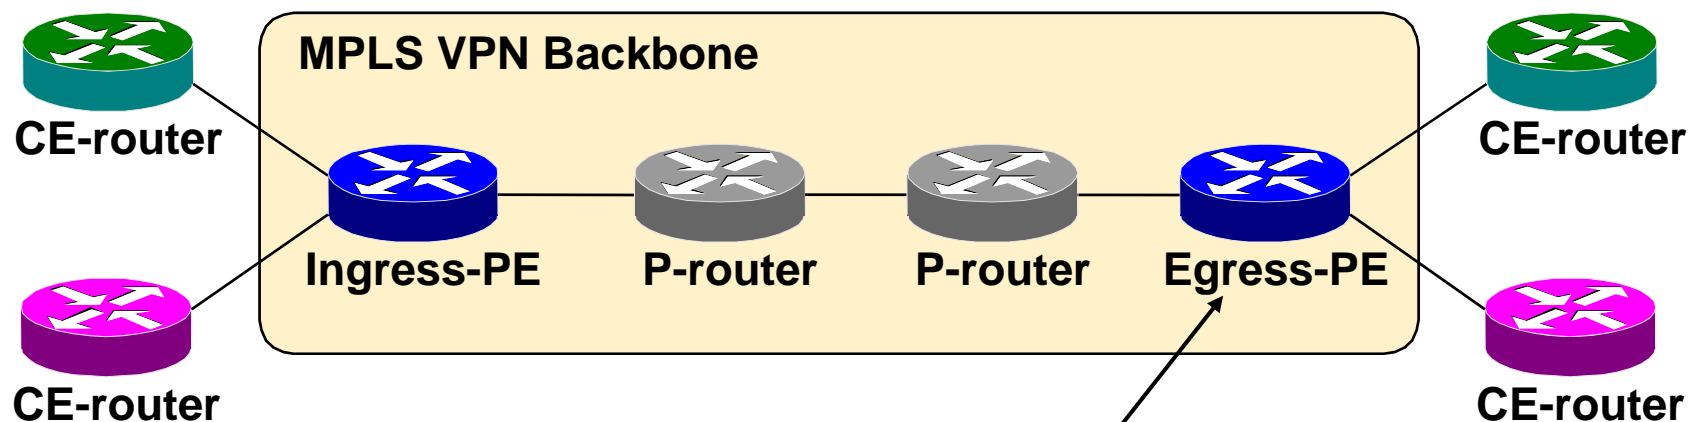 MPLS VPN Backbone
CE-router
CE-router
Ingress-PE
P-router
P-router
Egress-PE
CE-router
CE-router